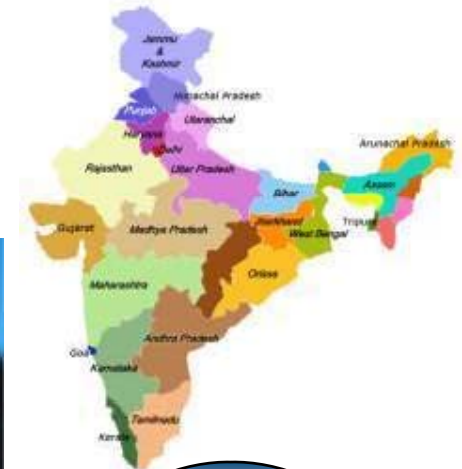 Jammu
&
Kashmir
Himachal Pradesh
Punjab
Utaranchal
Haryana
Delhi
Arunachal Pradesh
Rajasthan
Uttar Pradesh
Assam
Bihar
Gujarat
Madhya Pradesh
Jharkhand
Tripura
West Bengal
Orissa
Maharashtra
Andhra Pradesh
Goa
Karnataka
Tamilnadu
Kerala